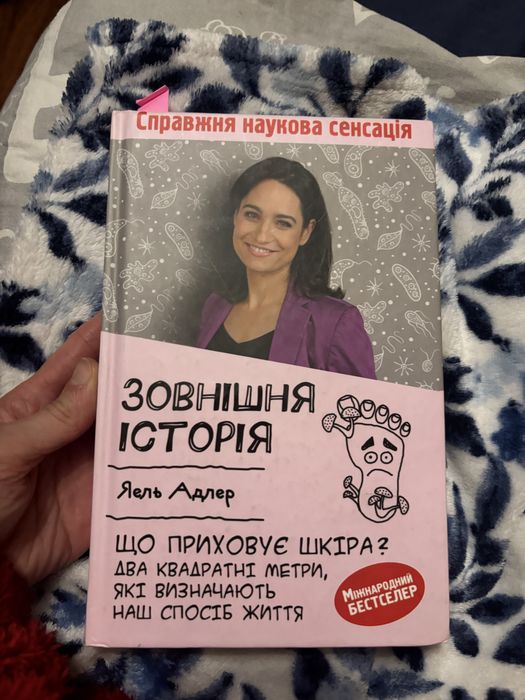 Справжня наукова сенсація
ЗОВНІШНЯ
ІСТОРІЯ
Яель Адлер
ЩО ПРИХОВУЄ ШКІРА?
ДВА КВАДРАТНІ МЕТРИ,
ЯКІ ВИЗНАЧАЮТЬ
НАШ СПОСІБ ЖИТТЯ
МІЖНАРОДНИЙ
БЕСТСЕЛЕР